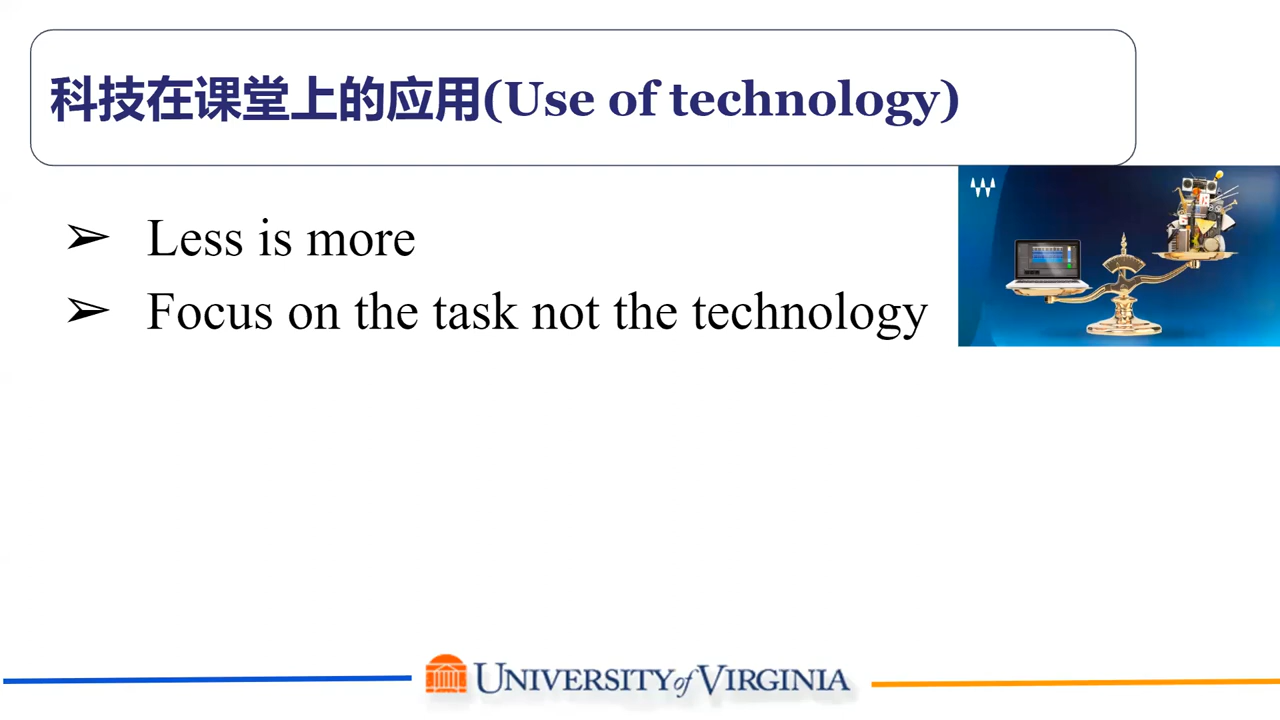 科技在课堂上的应用(Use of technology)
➢ Less is more
➢ Focus on the task not the technology
UNIVERSITY of VIRGINIA